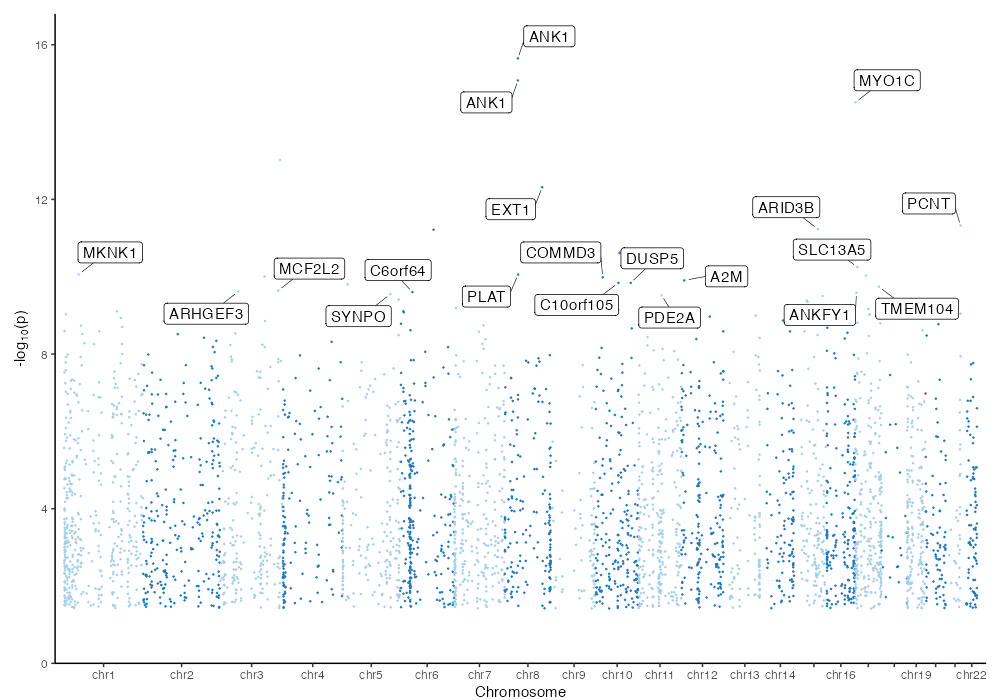 16
ANK1
MYO1C
ANK1
12
PCNT
ARID3B
EXT1
MKNK1
COMMD3
SLC13A5
DUSP5
MCF2L2
C6orf64
A2M
PLAT
C10orf105
ARHGEF3
SYNPO
PDE2A
ANKFY1
TMEM104
-log10(p)
8
4
0
chr1 chr2 chr3 chr4 chr5 chr6 chr7 chr8 chr9 chr10 chr11 chr12 chr13 chr14 chr16 chr19 chr22
Chromosome